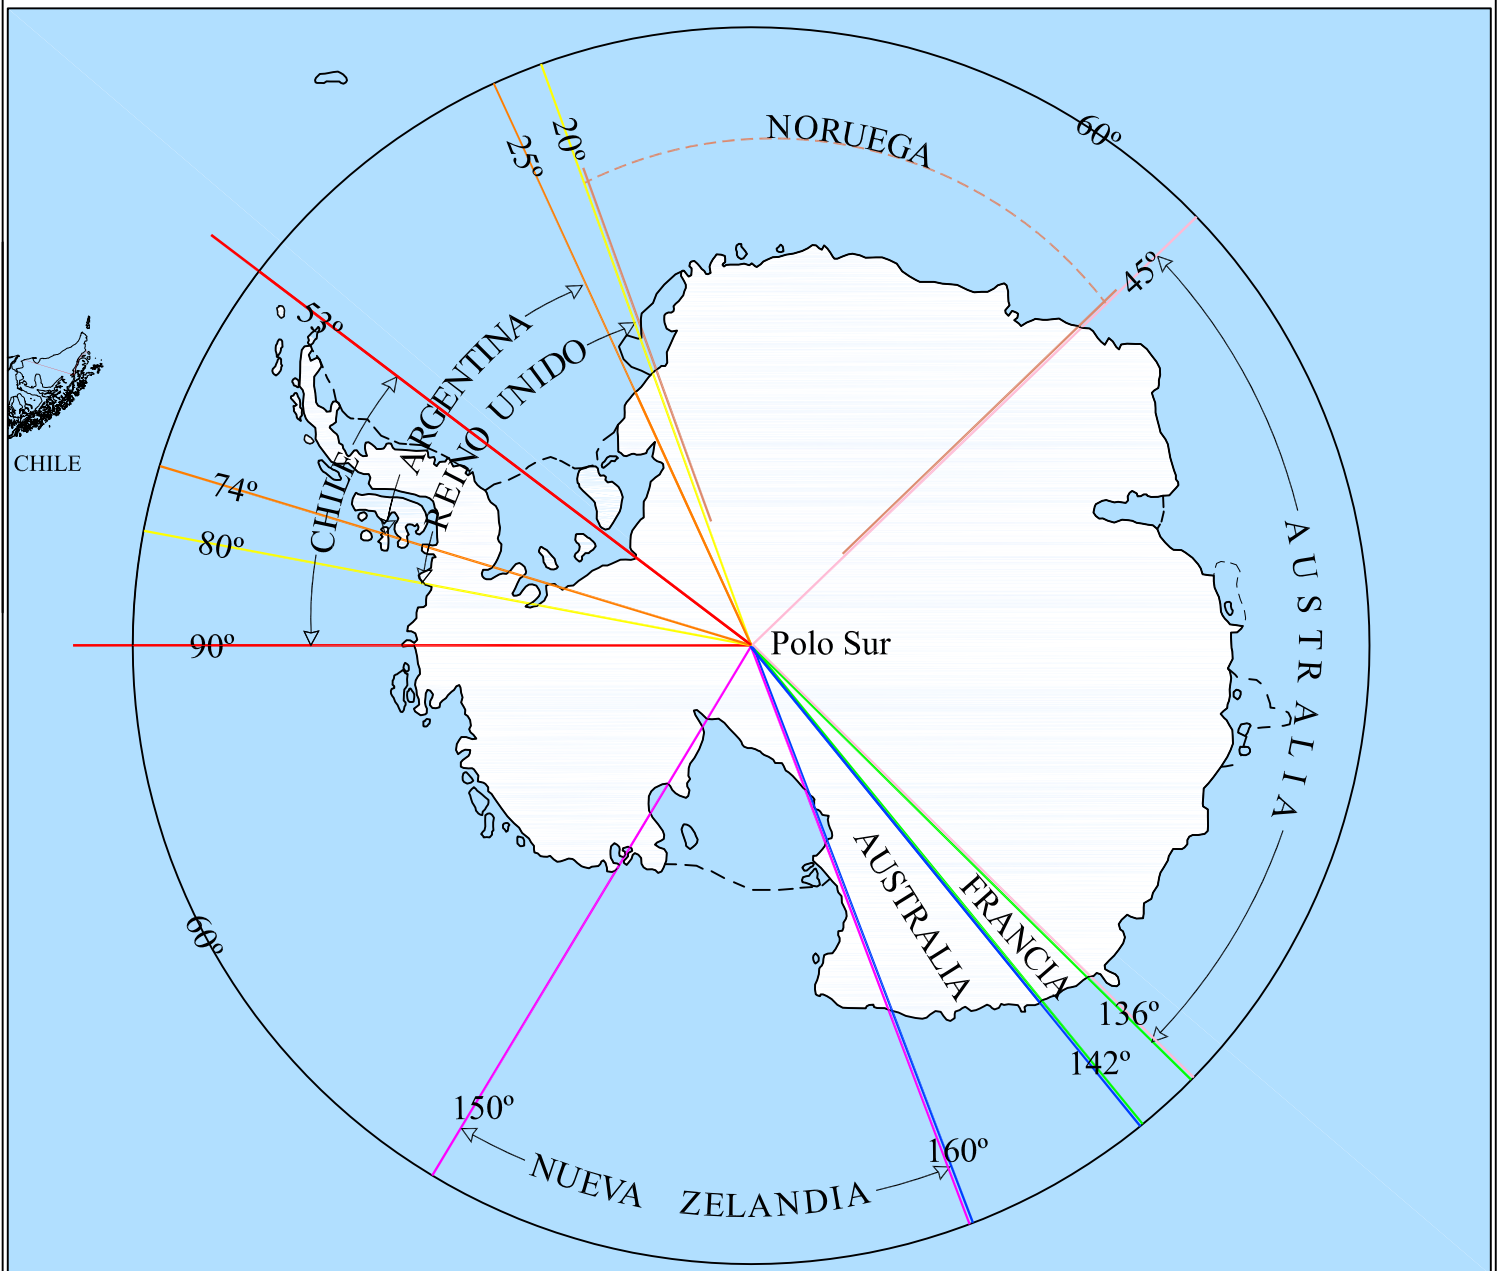 60º
NORUEGA
20º
25º
45º
53º
ARGENTINA
REINO UNIDO
CHILE
CHILE
74º
80º
90º
Polo Sur
AUSTRALIA
AUSTRALIA
FRANCIA
60º
136º
142º
150º
160º
NUEVA ZELANDIA